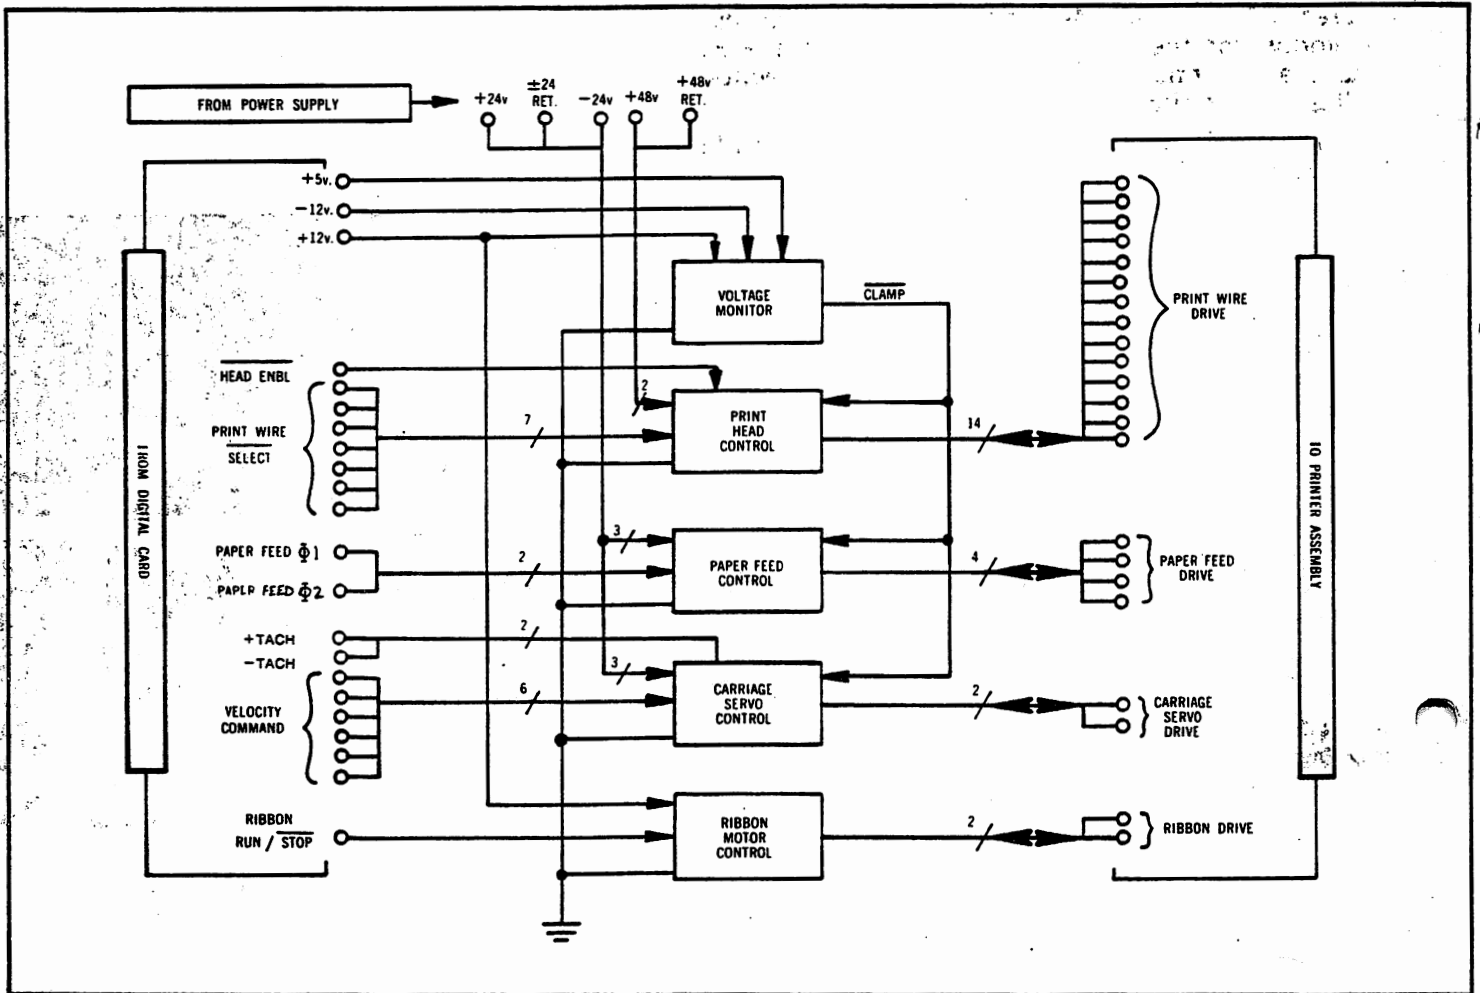 FROM POWER SUPPLY
+24v
±24
RET.
-24v
+48v
+48v
RET.
+5v.
-12v.
+12v.
VOLTAGE
MONITOR
CLAMP
PRINT WIRE
DRIVE
HEAD ENBL
PRINT WIRE
SELECT
7
2
PRINT
HEAD
CONTROL
14
FROM DIGITAL CARD
TO PRINTER ASSEMBLY
PAPER FEED Φ1
PAPER FEED Φ2
2
3
PAPER FEED
CONTROL
4
PAPER FEED
DRIVE
+TACH
-TACH
2
3
VELOCITY
COMMAND
6
CARRIAGE
SERVO
CONTROL
2
CARRIAGE
SERVO
DRIVE
RIBBON
RUN / STOP
RIBBON
MOTOR
CONTROL
2
RIBBON DRIVE